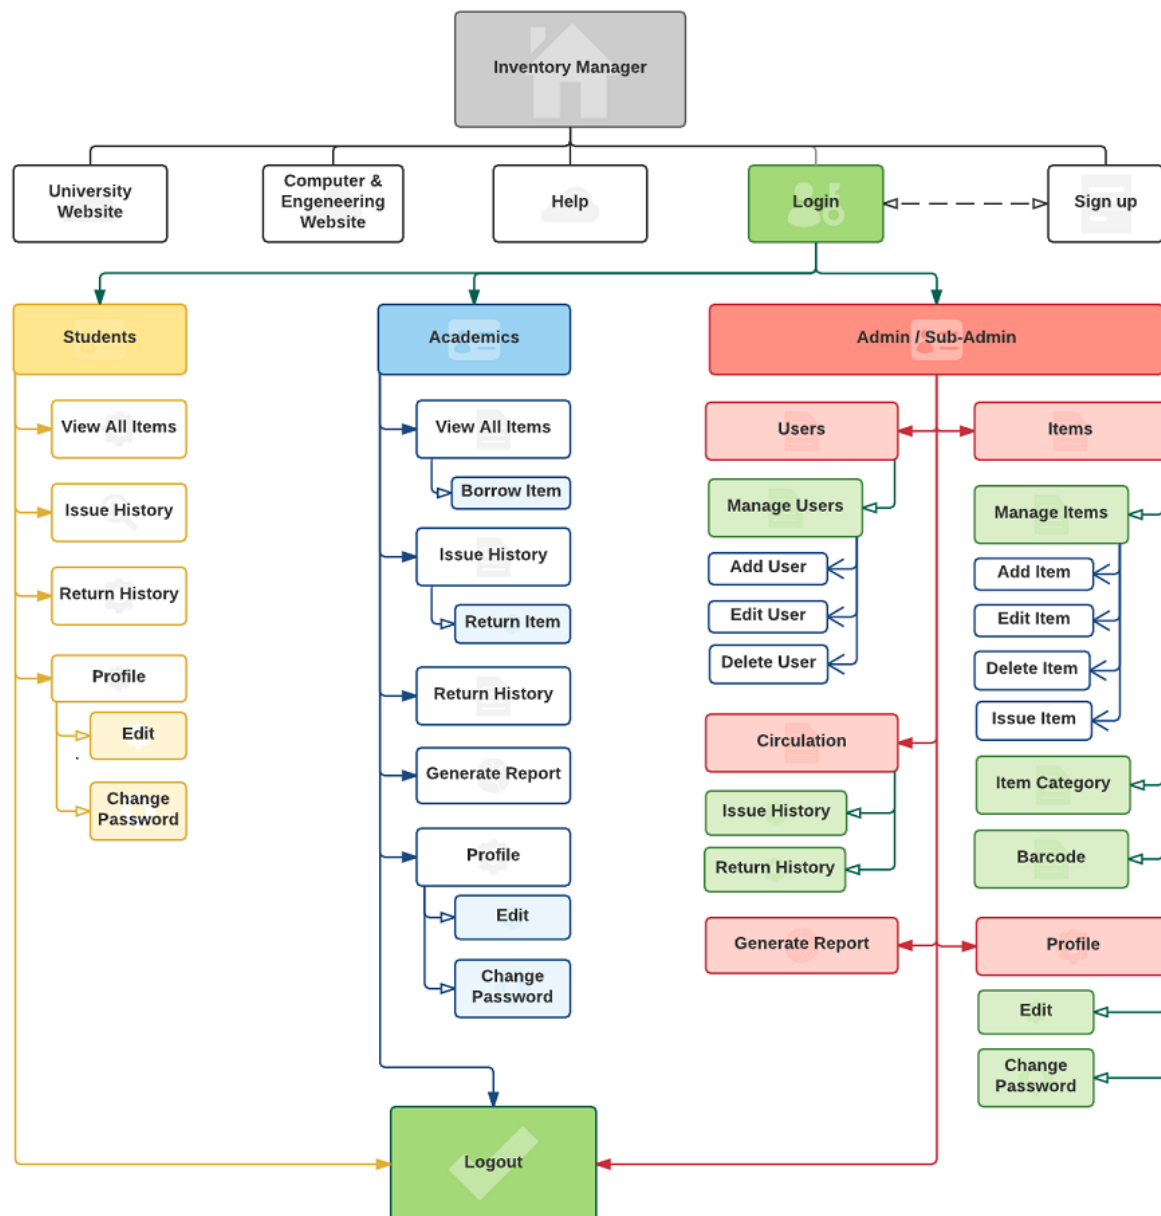 Inventory Manager
University
Website
Computer &
Engeneering
Website
Help
Login
Sign up
Students
Academics
Admin / Sub-Admin
View All Items
Issue History
Return History
Profile
Edit
Change
Password
View All Items
Borrow Item
Issue History
Return Item
Return History
Generate Report
Profile
Edit
Change
Password
Users
Manage Users
Add User
Edit User
Delete User
Circulation
Issue History
Return History
Generate Report
Items
Manage Items
Add Item
Edit Item
Delete Item
Issue Item
Item Category
Barcode
Profile
Edit
Change
Password
Logout